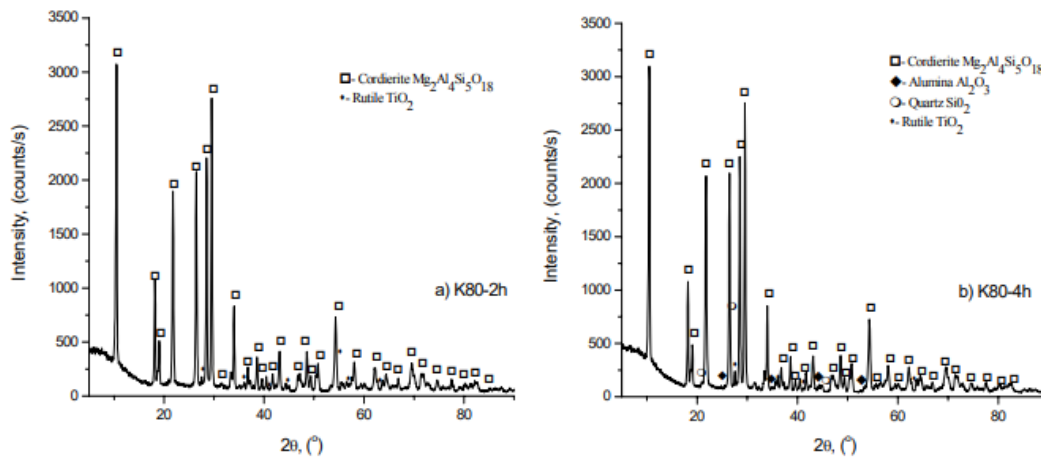 3500
3000
2500
2000
1500
1000
500
0
Intensity, (counts/s)
- Cordierite Mg2Al4Si5O18
- Rutile TiO2
a) K80-2h
20 40 60 80
2θ, (°)
3500
3000
2500
2000
1500
1000
500
0
Intensity, (counts/s)
- Cordierite Mg2Al4Si5O18
- Alumina Al2O3
- Quartz Si02
- Rutile TiO2
b) K80-4h
20 40 60 80
2θ, (°)